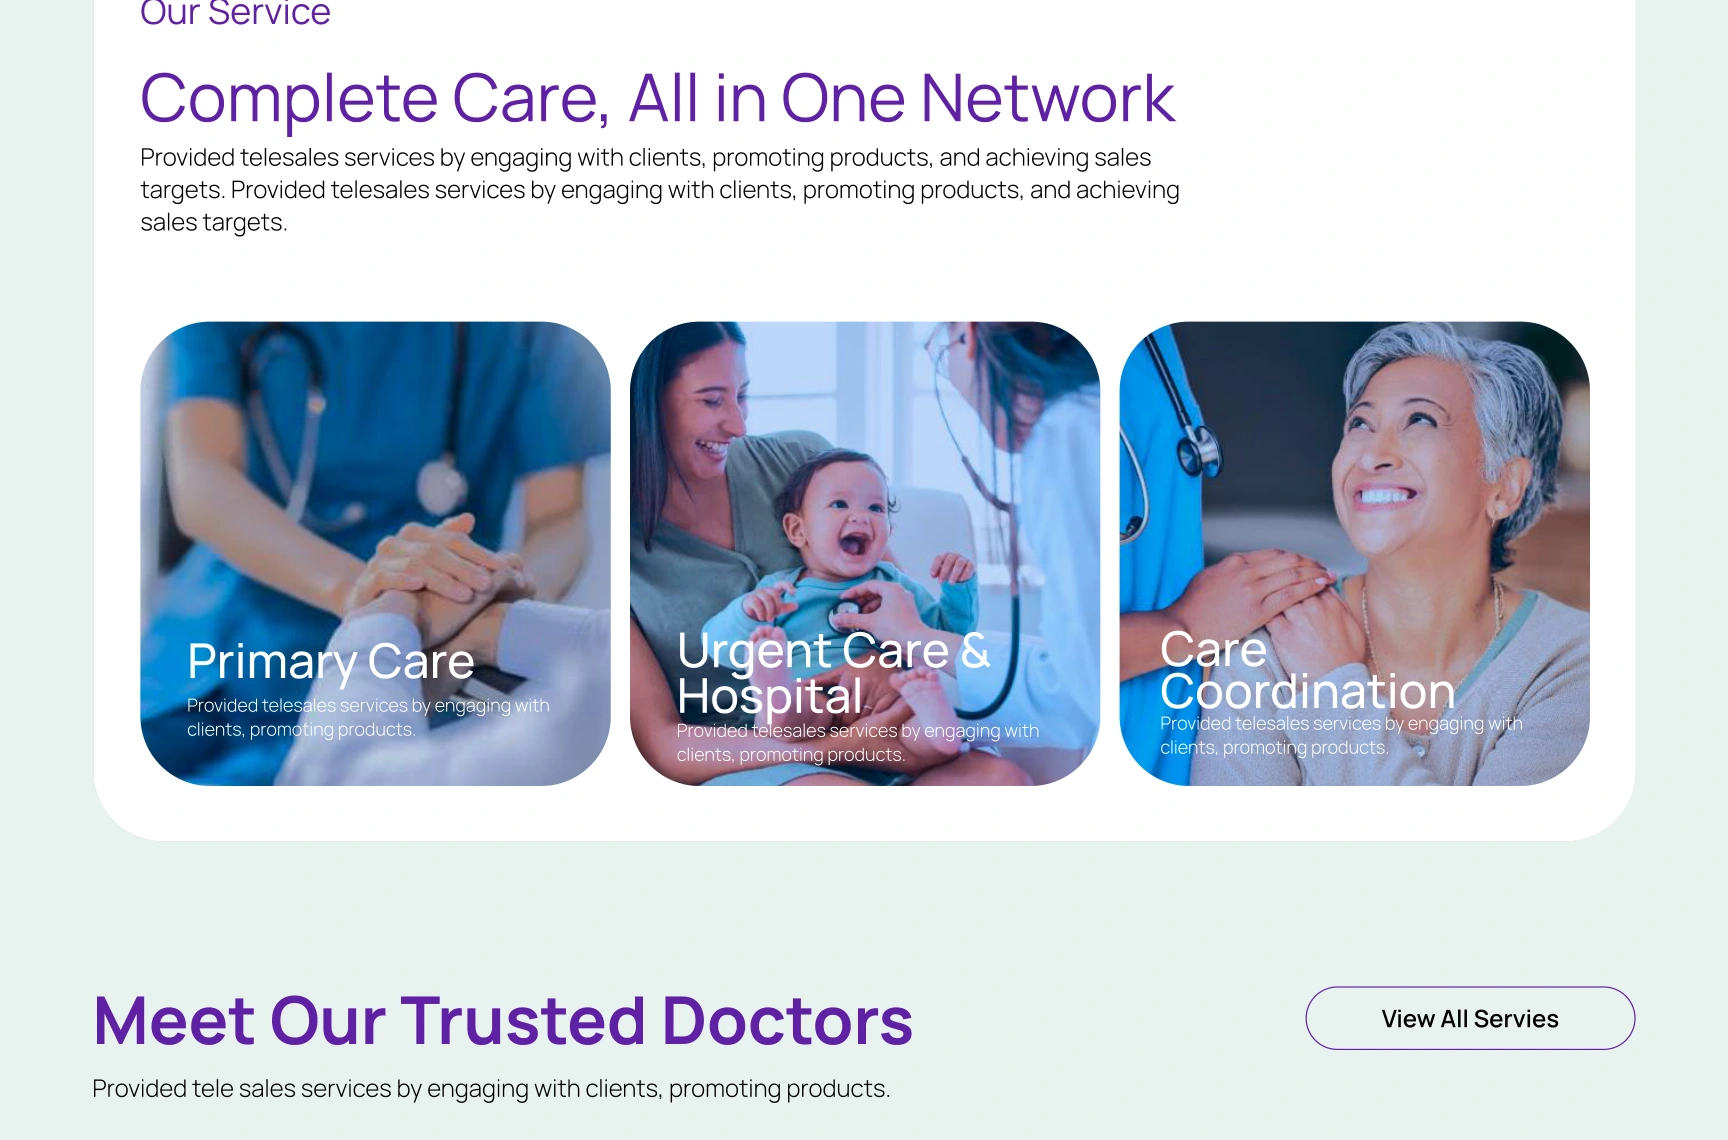 Our Service
Complete Care, All in One Network
Provided telesales services by engaging with clients, promoting products, and achieving sales
targets. Provided telesales services by engaging with clients, promoting products, and achieving
sales targets.
Primary Care
Provided telesales services by engaging with
clients, promoting products.
Urgent Care &
Hospital
Provided telesales services by engaging with
clients, promoting products.
Care
Coordination
Provided telesales services by engaging with
clients, promoting products.
Meet Our Trusted Doctors
View All Servies
Provided tele sales services by engaging with clients, promoting products.